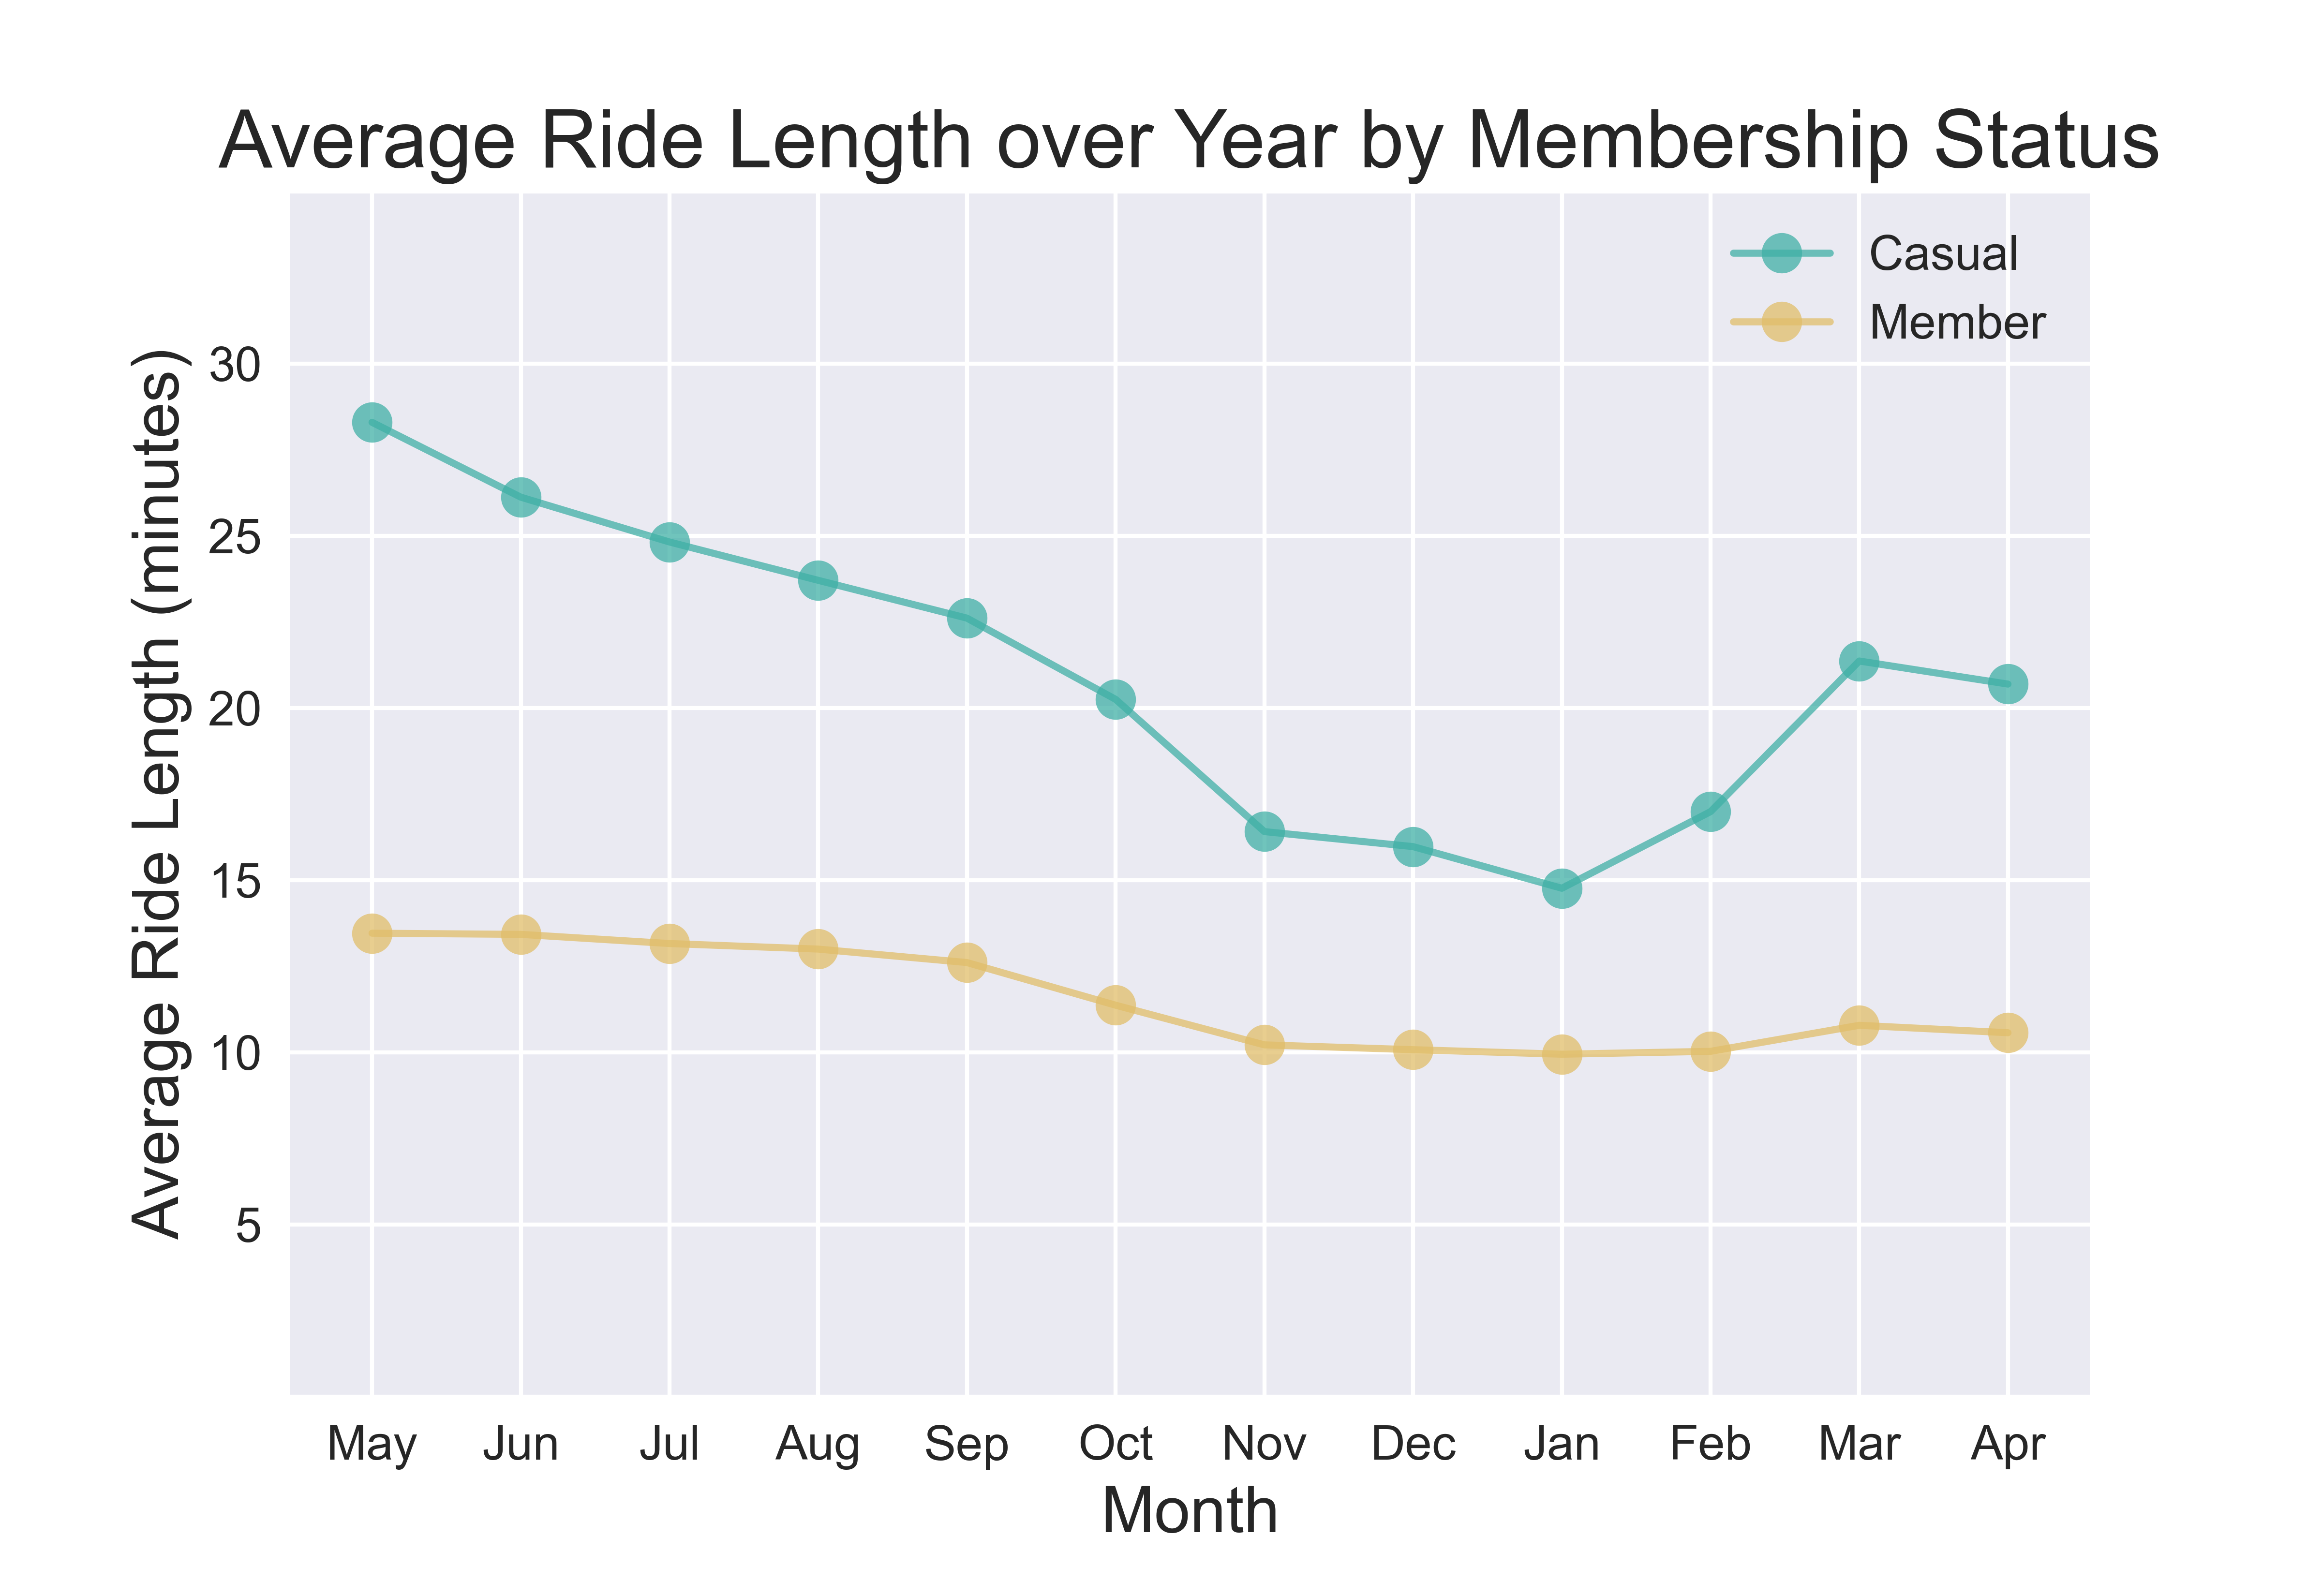 Average Ride Length over Year by Membership Status
Casual
Member
Average Ride Length (minutes)
30
25
20
15
10
5
May Jun Jul Aug Sep Oct Nov Dec Jan Feb Mar Apr
Month